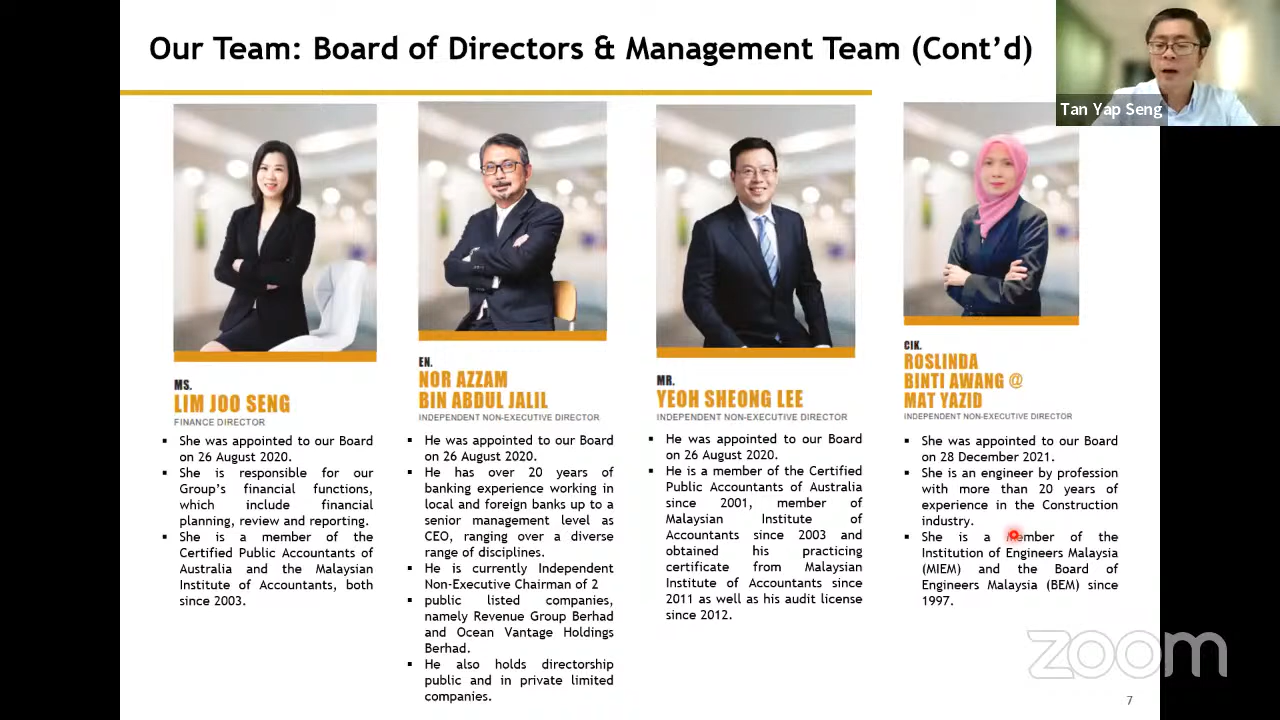 Our Team: Board of Directors & Management Team (Cont'd)
Tan Yap Seng
MS.
LIM JOO SENG
FINANCE DIRECTOR
▪ She was appointed to our Board
on 26 August 2020.
▪ She is responsible for our
Group's financial functions,
which include financial
planning, review and reporting.
▪ She is a member of the
Certified Public Accountants of
Australia and the Malaysian
Institute of Accountants, both
since 2003.
EN.
NOR AZZAM
BIN ABDUL JALIL
INDEPENDENT NON-EXECUTIVE DIRECTOR
▪ He was appointed to our Board
on 26 August 2020.
▪ He has over 20 years of
banking experience working in
local and foreign banks up to a
senior management level as
CEO, ranging over a diverse
range of disciplines.
▪ He is currently Independent
Non-Executive Chairman of 2
▪ public listed companies,
namely Revenue Group Berhad
and Ocean Vantage Holdings
Berhad.
▪ He also holds directorship
public and in private limited
companies.
MR.
YEOH SHEONG LEE
INDEPENDENT NON-EXECUTIVE DIRECTOR
▪ He was appointed to our Board
on 26 August 2020.
▪ He is a member of the Certified
Public Accountants of Australia
since 2001, member of
Malaysian Institute of
Accountants since 2003 and
obtained his practicing
certificate from Malaysian
Institute of Accountants since
2011 as well as his audit license
since 2012.
CIK.
ROSLINDA
BINTI AWANG @
MAT YAZID
INDEPENDENT NON-EXECUTIVE DIRECTOR
▪ She was appointed to our Board
on 28 December 2021.
▪ She is an engineer by profession
with more than 20 years of
experience in the Construction
industry.
▪ She is a member of the
Institution of Engineers Malaysia
(MIEM) and the Board of
Engineers Malaysia (BEM) since
1997.
zoom
7